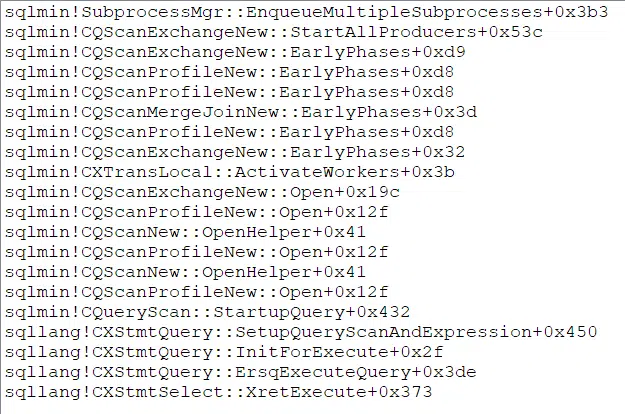 sqlmin!SubprocessMgr::EnqueueMultipleSubprocesses+0x3b3
sqlmin!CQScanExchangeNew::StartAllProducers+0x53c
sqlmin!CQScanExchangeNew::EarlyPhases+0xd9
sqlmin!CQScanProfileNew::EarlyPhases+0xd8
sqlmin!CQScanProfileNew::EarlyPhases+0xd8
sqlmin!CQScanMergeJoinNew::EarlyPhases+0x3d
sqlmin!CQScanProfileNew::EarlyPhases+0xd8
sqlmin!CQScanExchangeNew::EarlyPhases+0x32
sqlmin!CXTransLocal::ActivateWorkers+0x3b
sqlmin!CQScanExchangeNew::Open+0x19c
sqlmin!CQScanProfileNew::Open+0x12f
sqlmin!CQScanNew::OpenHelper+0x41
sqlmin!CQScanProfileNew::Open+0x12f
sqlmin!CQScanNew::OpenHelper+0x41
sqlmin!CQScanProfileNew::Open+0x12f
sqlmin!CQueryScan::StartupQuery+0x432
sqllang!CXStmtQuery::SetupQueryScanAndExpression+0x450
sqllang!CXStmtQuery::InitForExecute+0x2f
sqllang!CXStmtQuery::ErsqExecuteQuery+0x3de
sqllang!CXStmtSelect::XretExecute+0x373